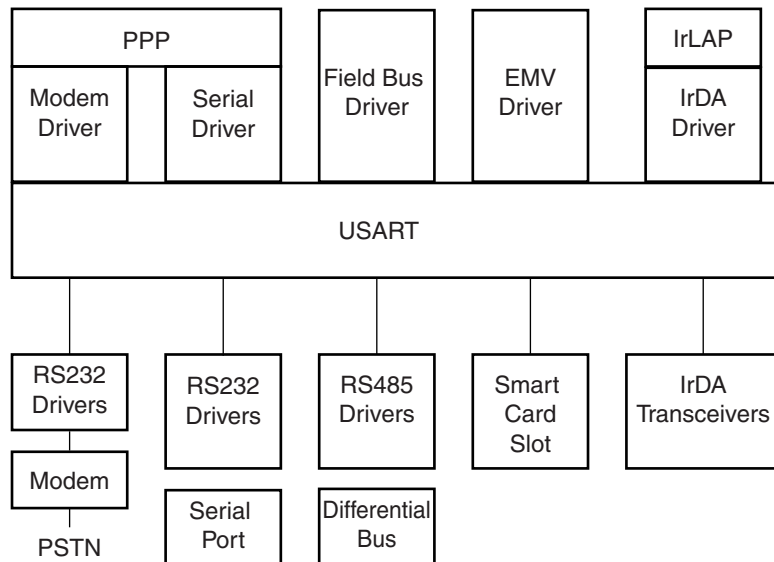 PPP
IrLAP
Modem
Driver
Serial
Driver
Field Bus
Driver
EMV
Driver
IrDA
Driver
USART
RS232
Drivers
RS232
Drivers
RS485
Drivers
Smart
Card
Slot
IrDA
Transceivers
Modem
Serial
Port
Differential
Bus
PSTN